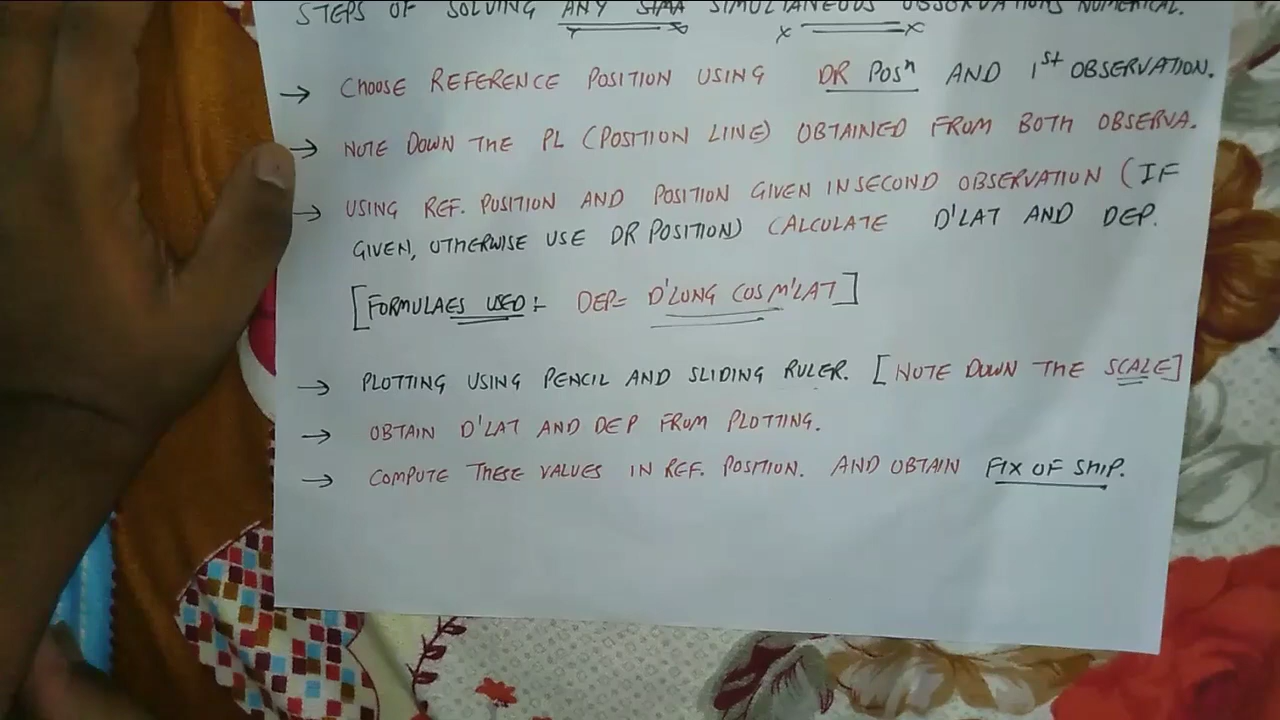 STEPS OF SOLVING ANY SIMULTANEOUS OBSERVATIONS NUMERICAL.
→ CHOOSE REFERENCE POSITION USING DR POSⁿ AND 1ˢᵗ OBSERVATION.
→ NOTE DOWN THE PL (POSITION LINE) OBTAINED FROM BOTH OBSERVA.
→ USING REF. POSITION AND POSITION GIVEN IN SECOND OBSERVATION (IF
GIVEN, OTHERWISE USE DR POSITION) CALCULATE D'LAT AND DEP.
[FORMULAES USED:- DEP= D'LONG COS M'LAT]
→ PLOTTING USING PENCIL AND SLIDING RULER. [NOTE DOWN THE SCALE]
→ OBTAIN D'LAT AND DEP FROM PLOTTING.
→ COMPUTE THESE VALUES IN REF. POSITION. AND OBTAIN FIX OF SHIP.